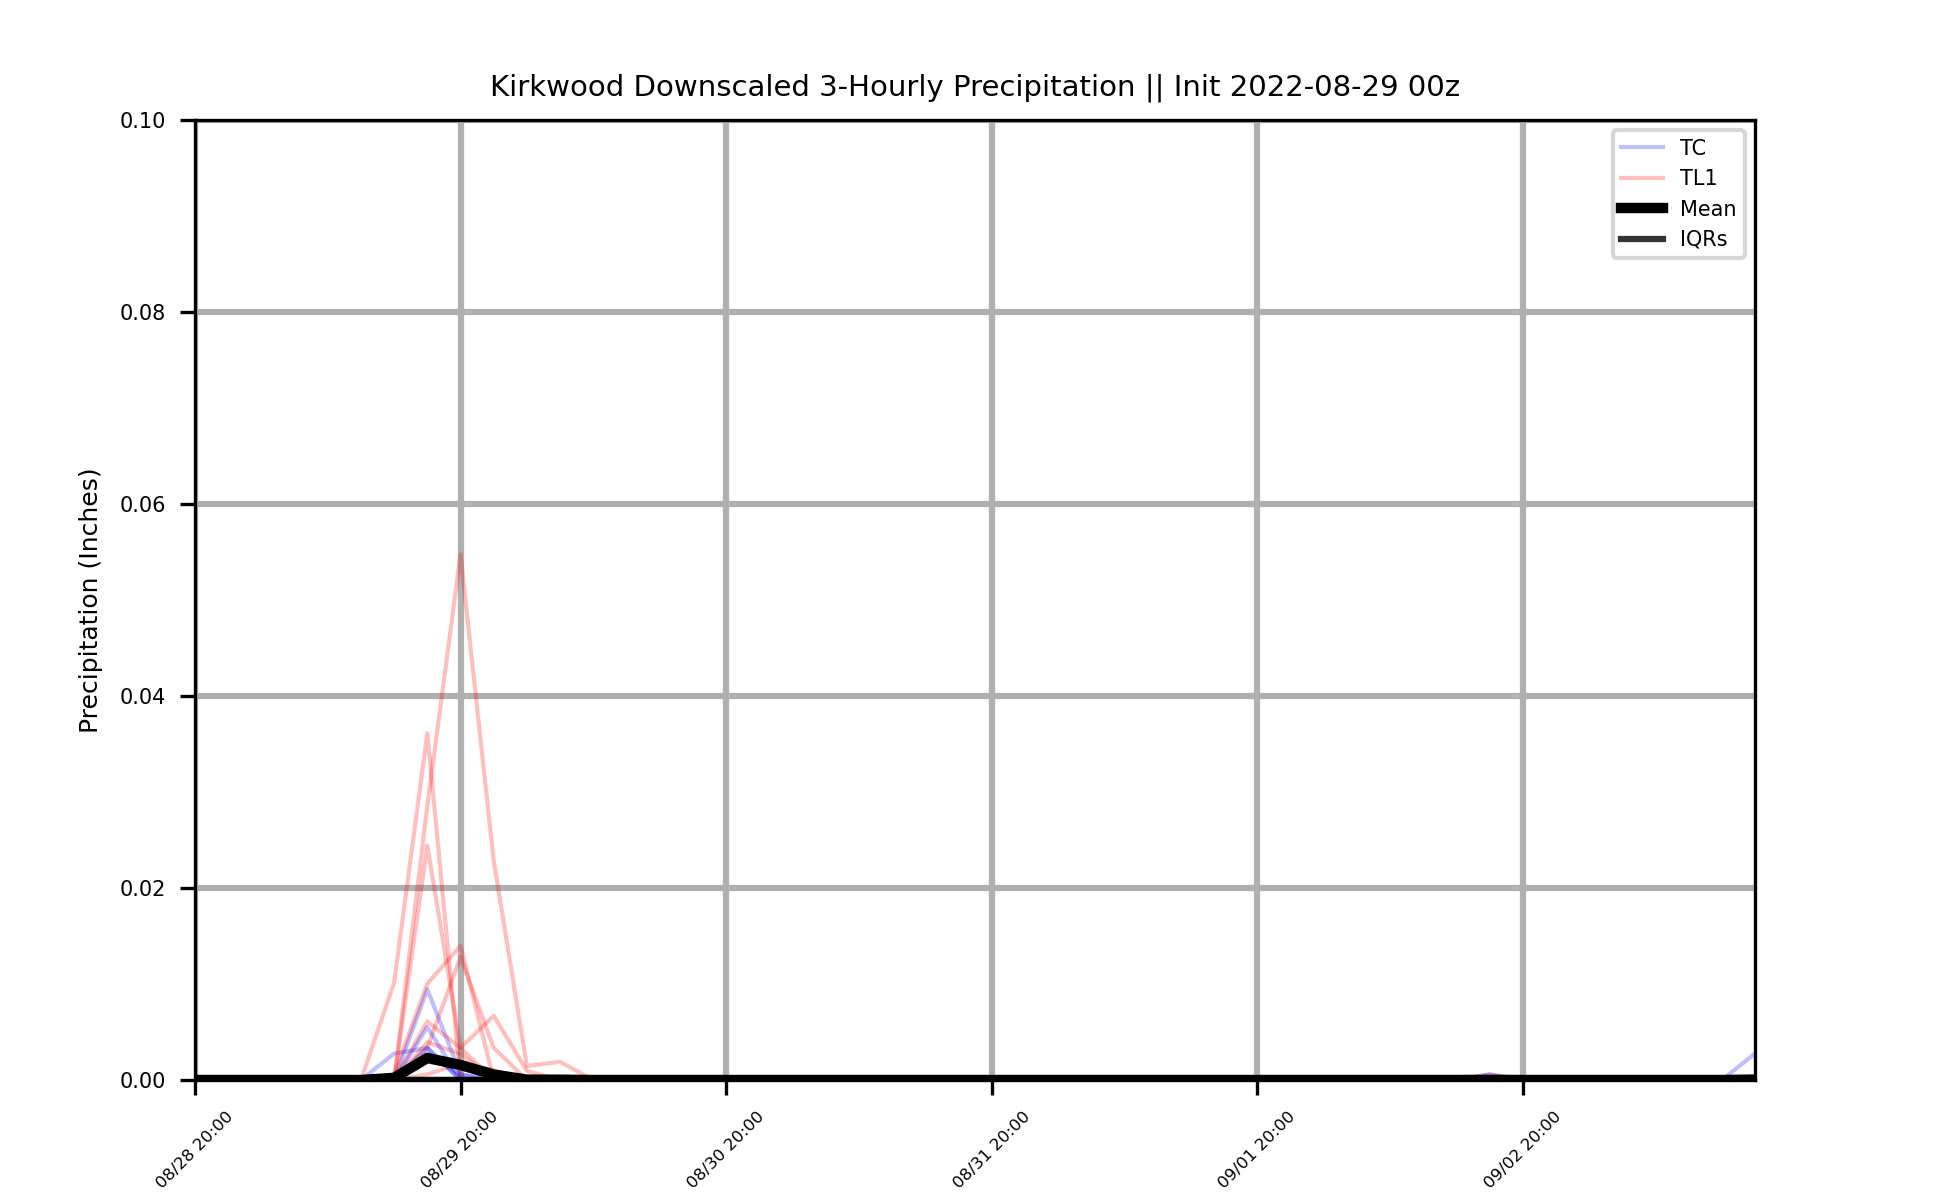 Kirkwood Downscaled 3-Hourly Precipitation || Init 2022-08-29 00z
TC
TL1
Mean
IQRs
Precipitation (Inches)
0.10
0.08
0.06
0.04
0.02
0.00
08/28 20:00
08/29 20:00
08/30 20:00
08/31 20:00
09/01 20:00
09/02 20:00